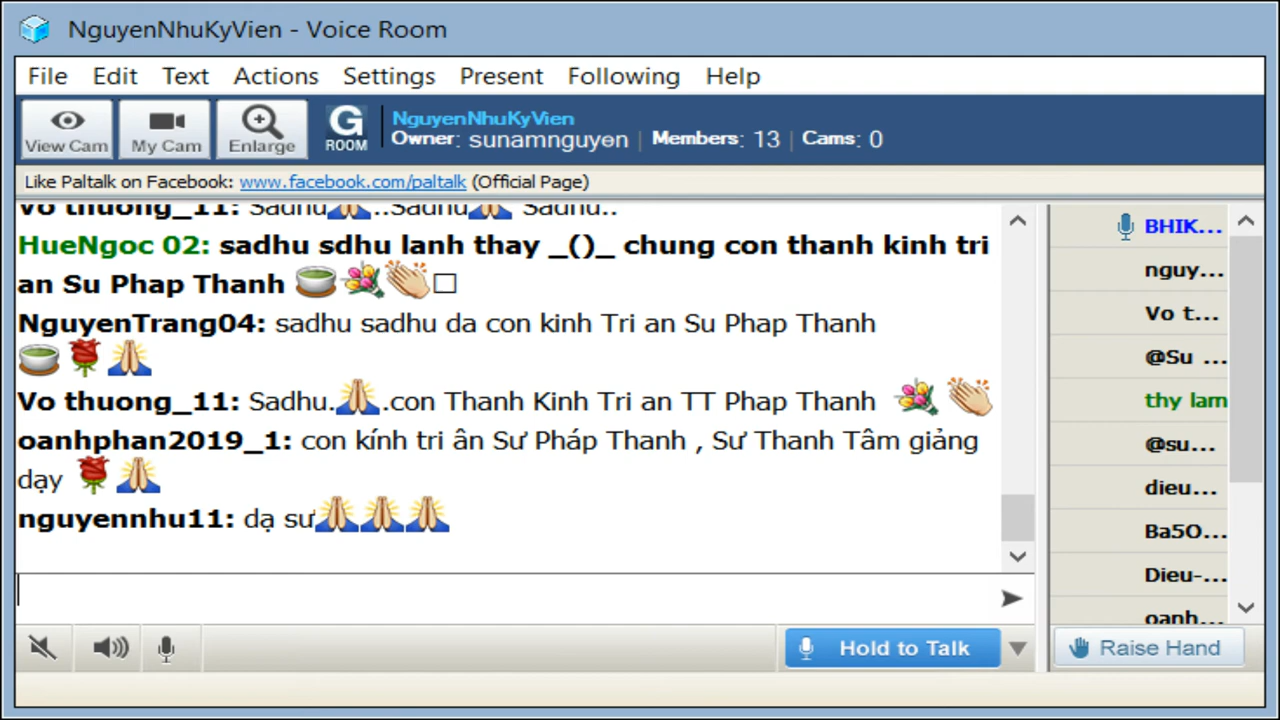 NguyenNhuKyVien - Voice Room
File Edit Text Actions Settings Present Following Help
View Cam My Cam Enlarge G ROOM
NguyenNhuKyVien
Owner: sunamnguyen | Members: 13 | Cams: 0
Like Paltalk on Facebook: www.facebook.com/paltalk (Official Page)
Vo thuong_11: Sadhu🙏..Sadhu🙏 Sadhu..
HueNgoc 02: sadhu sdhu lanh thay _()_ chung con thanh kinh tri
an Su Phap Thanh 🍵💐👏□
NguyenTrang04: sadhu sadhu da con kinh Tri an Su Phap Thanh
🍵🌹🙏
Vo thuong_11: Sadhu.🙏.con Thanh Kinh Tri an TT Phap Thanh 💐 👏
oanhphan2019_1: con kính tri ân Sư Pháp Thanh , Sư Thanh Tâm giảng
dạy 🌹🙏
nguyennhu11: dạ sư🙏🙏🙏
BHIK...
nguy...
Vo t...
@Su ...
thy lam
@su...
dieu...
Ba5O...
Dieu-...
oanh...
Hold to Talk
Raise Hand